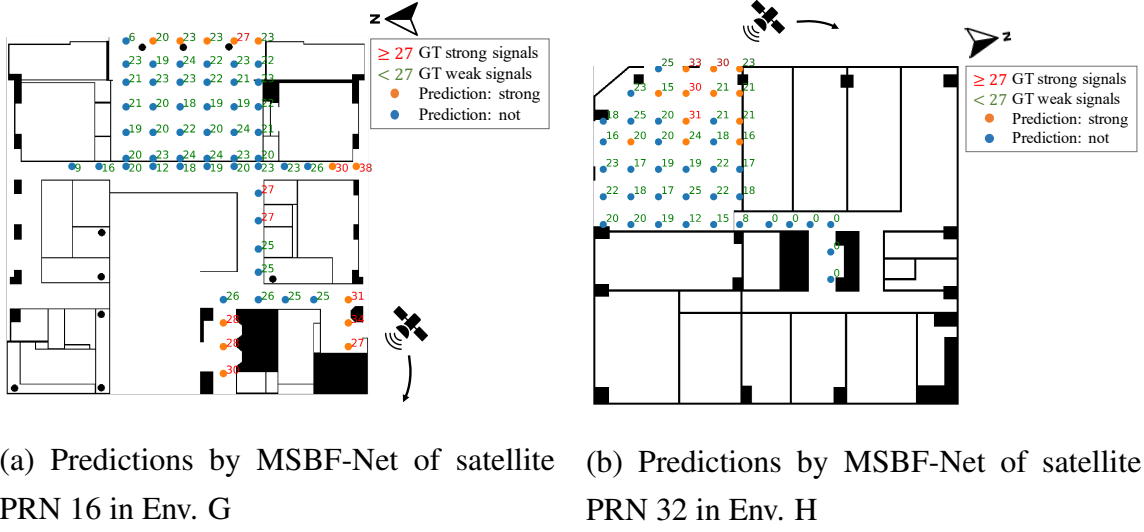 N
≥ 27 GT strong signals
< 27 GT weak signals
Prediction: strong
Prediction: not
6 20 23 23 27 23
23 19 24 22 23 22
21 23 23 22 21
21 20 18 19 19 22
19 22 20 20 24 21
20 23 24 24 23 20
9 16 20 12 18 19 20 23 23 26 30 38
27
27
25
25
26 26 25 25 31
28 34
28 27
30
(a) Predictions by MSBF-Net of satellite
PRN 16 in Env. G
N
≥ 27 GT strong signals
< 27 GT weak signals
Prediction: strong
Prediction: not
25 33 30 23
23 15 30 21 21
18 25 20 31 21 21
16 20 20 24 18 16
23 17 19 19 17 17
22 18 17 25 22 18
20 20 19 12 15 8 0 0 0 0
0
0
(b) Predictions by MSBF-Net of satellite
PRN 32 in Env. H